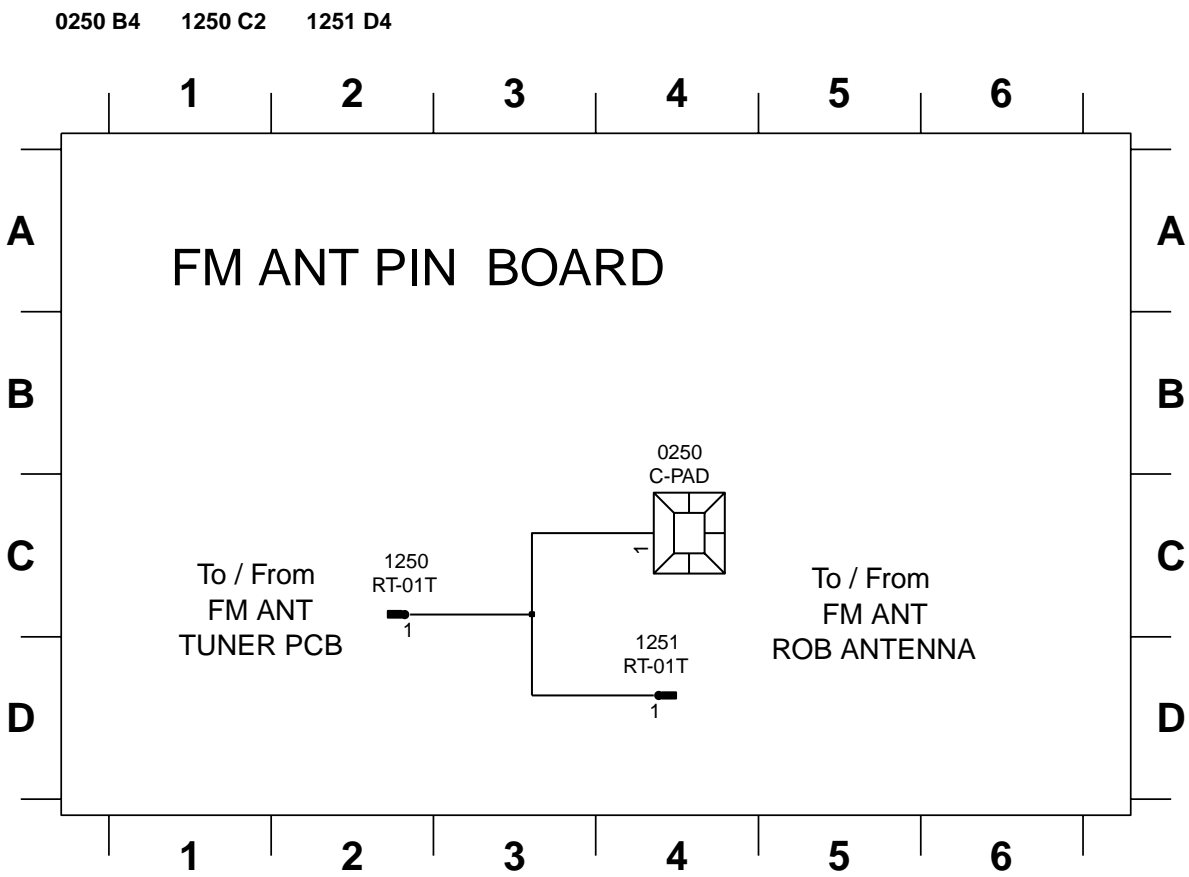 0250 B4 1250 C2 1251 D4
1 2 3 4 5 6
A A
FM ANT PIN BOARD
B B
0250
C-PAD
1
C C
To / From
FM ANT
TUNER PCB
1250
RT-01T
1
To / From
FM ANT
ROB ANTENNA
1251
RT-01T
1
D D
1 2 3 4 5 6